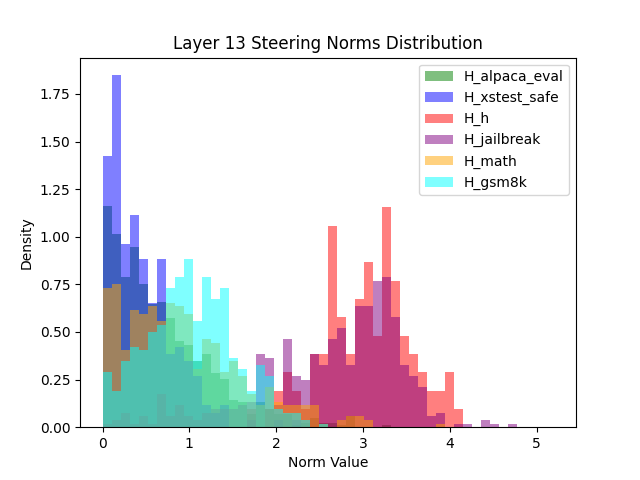 Layer 13 Steering Norms Distribution
H_alpaca_eval
H_xstest_safe
H_h
H_jailbreak
H_math
H_gsm8k
Density
1.75
1.50
1.25
1.00
0.75
0.50
0.25
0.00
0 1 2 3 4 5
Norm Value